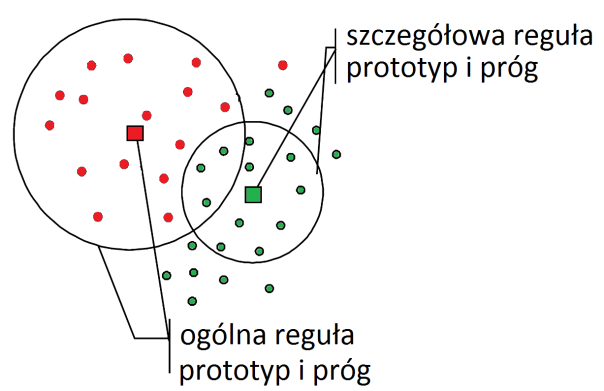 szczegółowa reguła
prototyp i próg
ogólna reguła
prototyp i próg